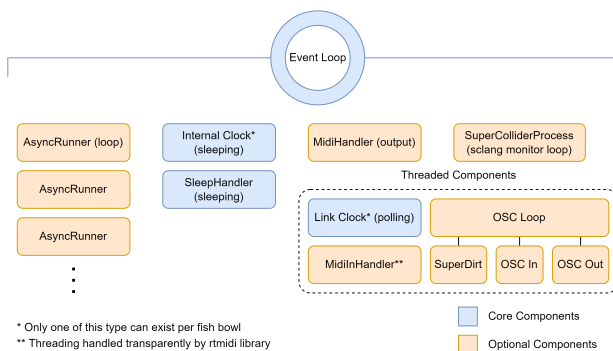 Event Loop
AsyncRunner (loop)
Internal Clock*
(sleeping)
MidiHandler (output)
SuperColliderProcess
(sclang monitor loop)
AsyncRunner
SleepHandler
(sleeping)
Threaded Components
AsyncRunner
Link Clock* (polling)
OSC Loop
MidiInHandler**
SuperDirt
OSC In
OSC Out
* Only one of this type can exist per fish bowl
** Threading handled transparently by rtmidi library
Core Components
Optional Components